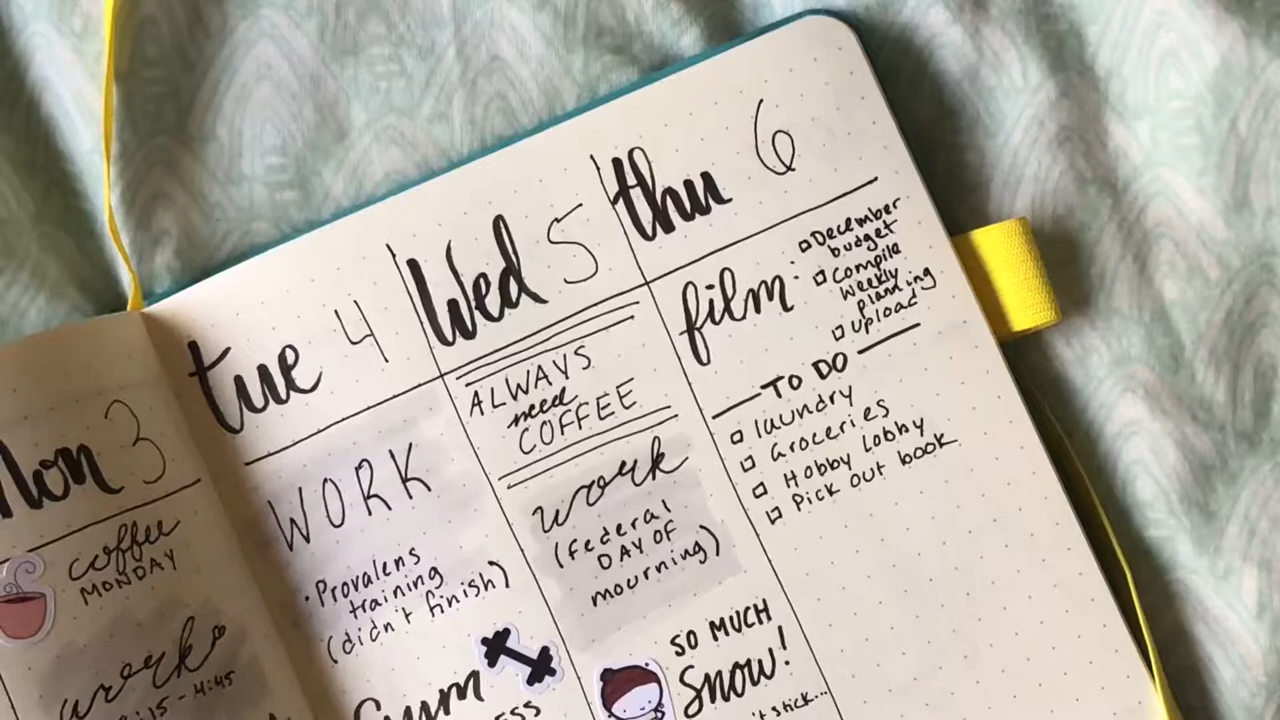 Mon 3
coffee
MONDAY
work
:15-4:45
tue 4
WORK
• Provalens
training
(didn't finish)
Gym
ESS
Wed 5
ALWAYS
need
COFFEE
work
(Federal
DAY OF
mourning)
SO MUCH
Snow!
't stick...
thu 6
film:
December
budget
Compile
Weekly
planning
Upload
TO DO
laundry
Groceries
Hobby Lobby
Pick out book